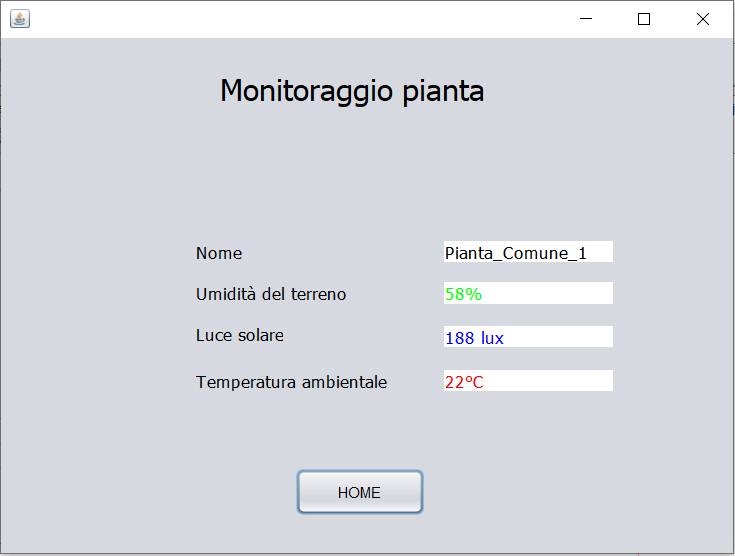 Monitoraggio pianta
Nome Pianta_Comune_1
Umidità del terreno 58%
Luce solare 188 lux
Temperatura ambientale 22°C
HOME